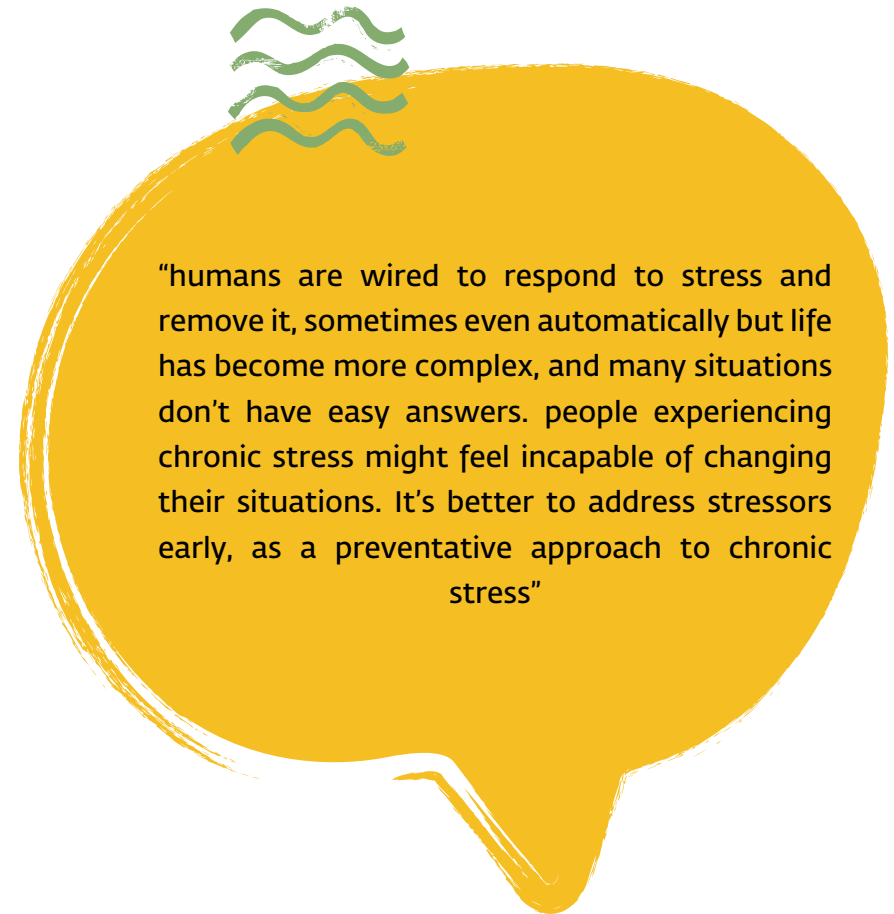 “humans are wired to respond to stress and
remove it, sometimes even automatically but life
has become more complex, and many situations
don’t have easy answers. people experiencing
chronic stress might feel incapable of changing
their situations. It’s better to address stressors
early, as a preventative approach to chronic
stress”